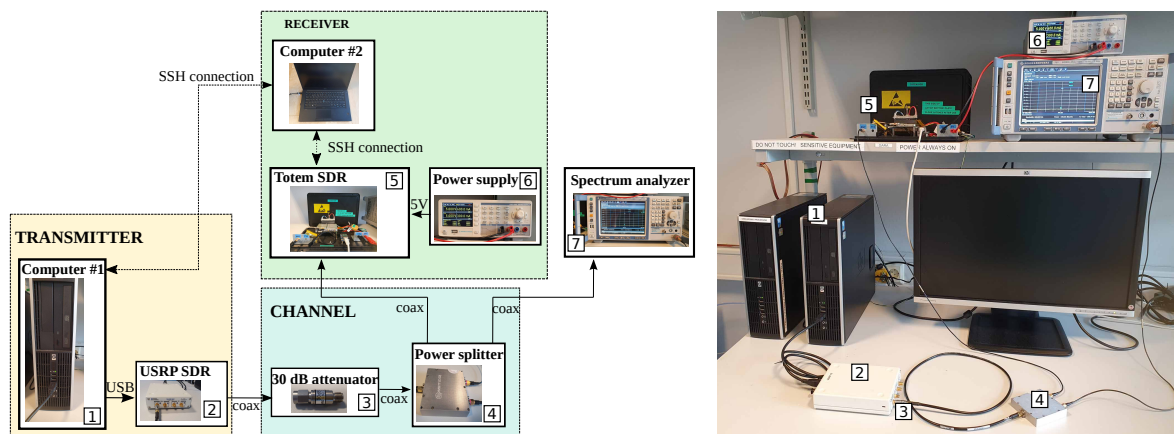 RECEIVER
Computer #2
SSH connection
SSH connection
Totem SDR
5
Power supply
6
5V
Spectrum analyzer
7
TRANSMITTER
Computer #1
1
USB
USRP SDR
2
coax
CHANNEL
coax
coax
30 dB attenuator
3
coax
Power splitter
4
6
7
5
DO NOT TOUCH! SENSITIVE EQUIPMENT
POWER ALWAYS ON
1
2
3
4